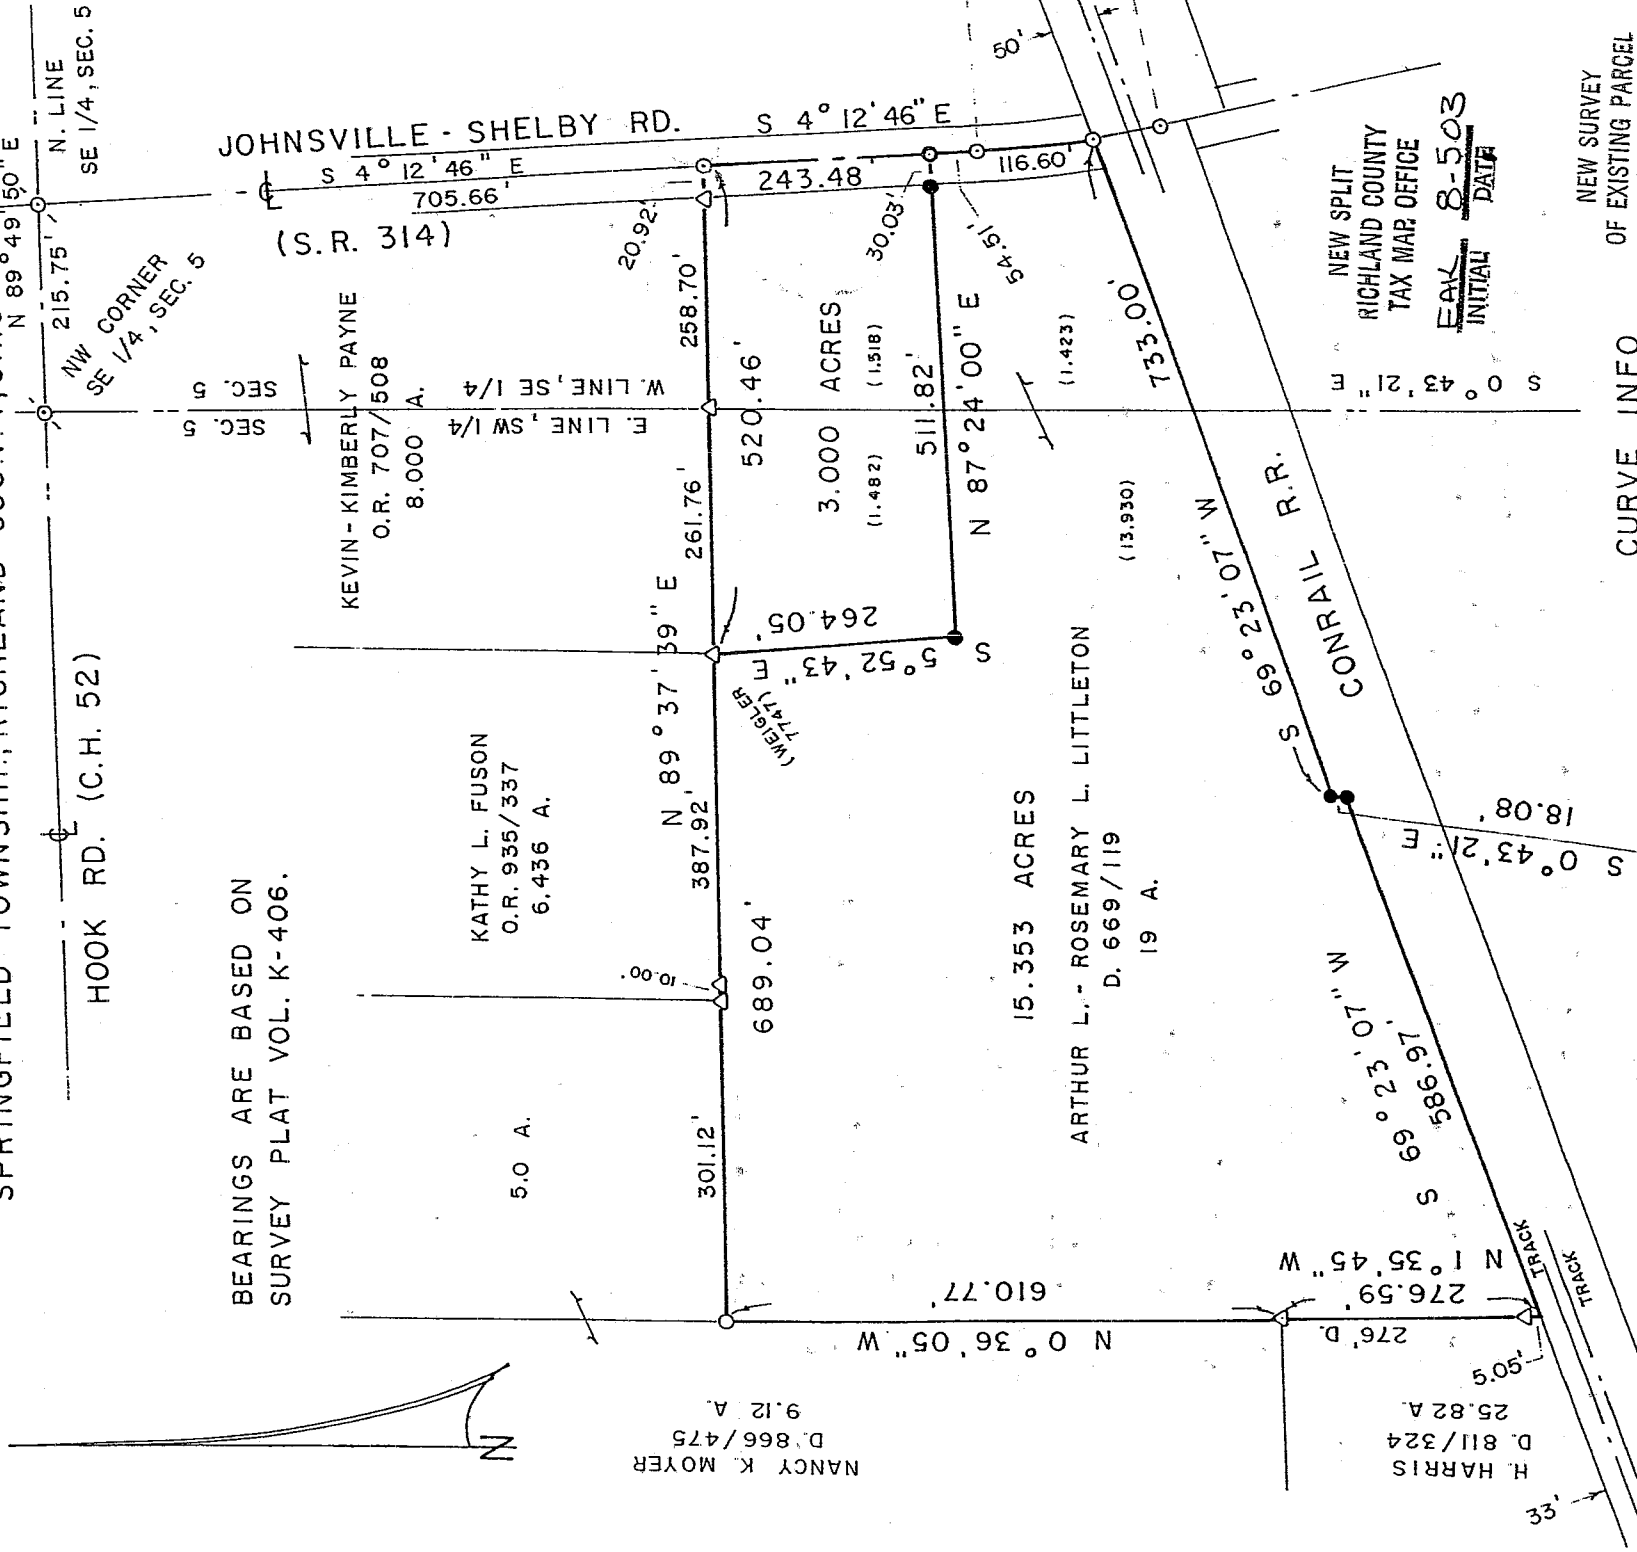 N 89° 49' 50" E
N. LINE
SE 1/4, SEC. 5
215.75'
NW CORNER
SE 1/4, SEC. 5
HOOK RD. (C.H. 52)
BEARINGS ARE BASED ON
SURVEY PLAT VOL. K-406.
JOHNSVILLE - SHELBY RD.
S 4° 12' 46" E
S 4° 12' 46" E
705.66'
(S.R. 314)
243.48'
116.60'
20.92'
30.03'
54.51'
50'
SEC. 5
SEC. 5
W. LINE, SE 1/4
E. LINE, SW 1/4
KEVIN - KIMBERLY PAYNE
O.R. 707/508
8.000 A.
258.70'
261.76'
520.46'
3.000 ACRES
(1.518)
(1.482)
511.82'
N 87° 24' 00" E
264.05'
S 5° 52' 43" E
(WEIGLER
7747)
N 89° 37' 39" E
387.92'
KATHY L. FUSON
O.R. 935/337
6.436 A.
10.00'
689.04'
301.12'
5.0 A.
15.353 ACRES
ARTHUR L. - ROSEMARY L. LITTLETON
D. 669/119
19 A.
(1.423)
(13.930)
733.00'
S 69° 23' 07" W
CONRAIL R.R.
S 0° 43' 21" E
18.08'
S 0° 43' 21" E
S 69° 23' 07" W
586.97'
TRACK
TRACK
N 1° 35' 45" W
276.59'
276' D.
5.05'
610.77'
N 0° 36' 05" W
N
NANCY K. MOYER
D. 866/475
9.12 A.
H. HARRIS
D. 811/324
25.82 A.
33'
NEW SPLIT
RICHLAND COUNTY
TAX MAP OFFICE
EAK 8-5-03
INITIAL DATE
NEW SURVEY
OF EXISTING PARCEL
CURVE INFO